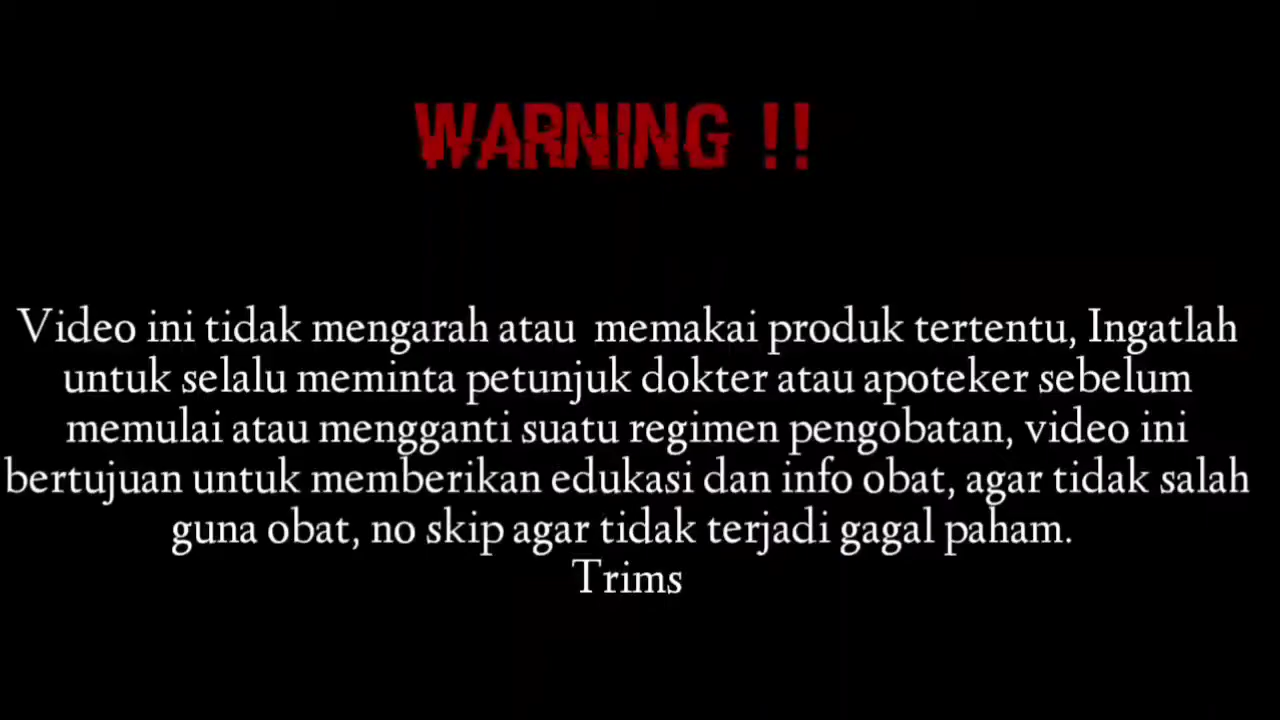 WARNING !!
Video ini tidak mengarah atau memakai produk tertentu, Ingatlah
untuk selalu meminta petunjuk dokter atau apoteker sebelum
memulai atau mengganti suatu regimen pengobatan, video ini
bertujuan untuk memberikan edukasi dan info obat, agar tidak salah
guna obat, no skip agar tidak terjadi gagal paham.
Trims